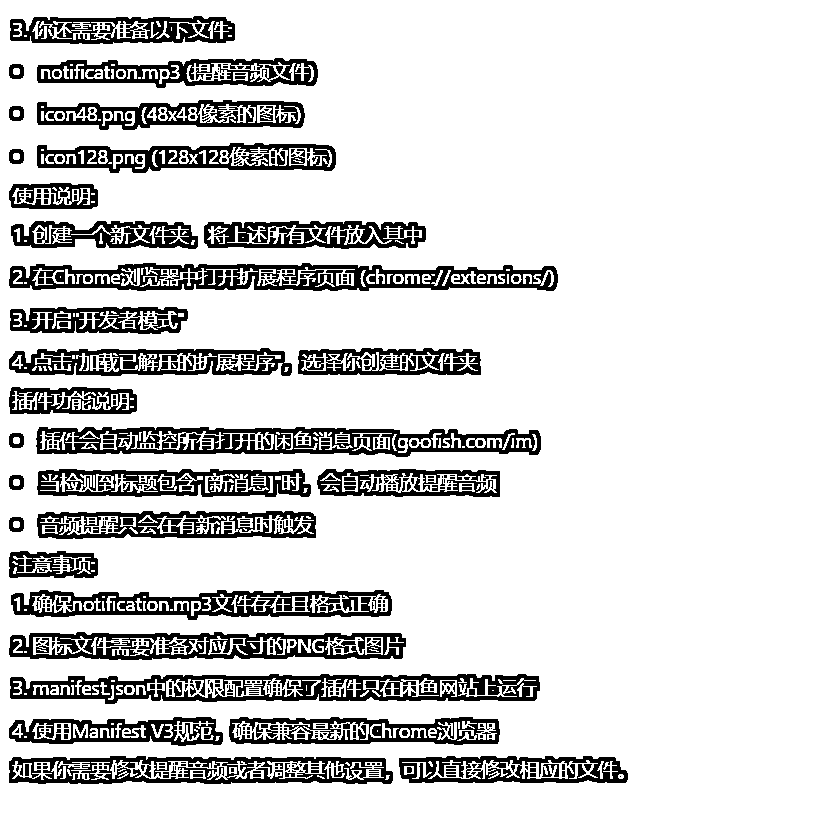 3. 你还需要准备以下文件:
notification.mp3 (提醒音频文件)
icon48.png (48x48像素的图标)
icon128.png (128x128像素的图标)
使用说明:
1. 创建一个新文件夹，将上述所有文件放入其中
2. 在Chrome浏览器中打开扩展程序页面 (chrome://extensions/)
3. 开启"开发者模式"
4. 点击"加载已解压的扩展程序"，选择你创建的文件夹
插件功能说明:
插件会自动监控所有打开的闲鱼消息页面(goofish.com/im)
当检测到标题包含"[新消息]"时，会自动播放提醒音频
音频提醒只会在有新消息时触发
注意事项:
1. 确保notification.mp3文件存在且格式正确
2. 图标文件需要准备对应尺寸的PNG格式图片
3. manifest.json中的权限配置确保了插件只在闲鱼网站上运行
4. 使用Manifest V3规范，确保兼容最新的Chrome浏览器
如果你需要修改提醒音频或者调整其他设置，可以直接修改相应的文件。